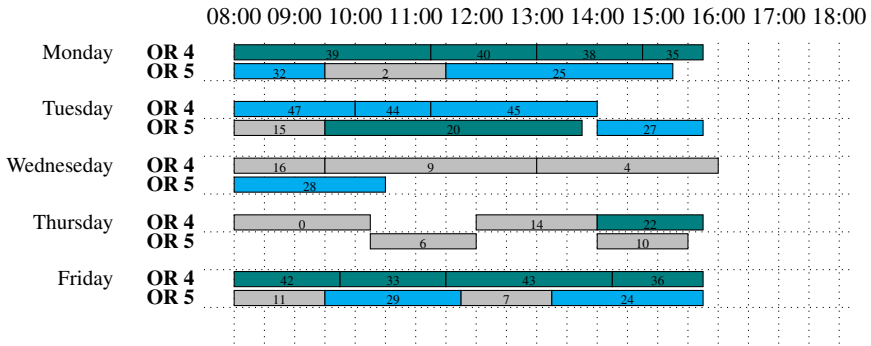 08:00 09:00 10:00 11:00 12:00 13:00 14:00 15:00 16:00 17:00 18:00
Monday OR 4 39 40 38 35
OR 5 32 2 25
Tuesday OR 4 47 44 45
OR 5 15 20 27
Wedneseday OR 4 16 9 4
OR 5 28
Thursday OR 4 0 14 22
OR 5 6 10
Friday OR 4 42 33 43 36
OR 5 11 29 7 24